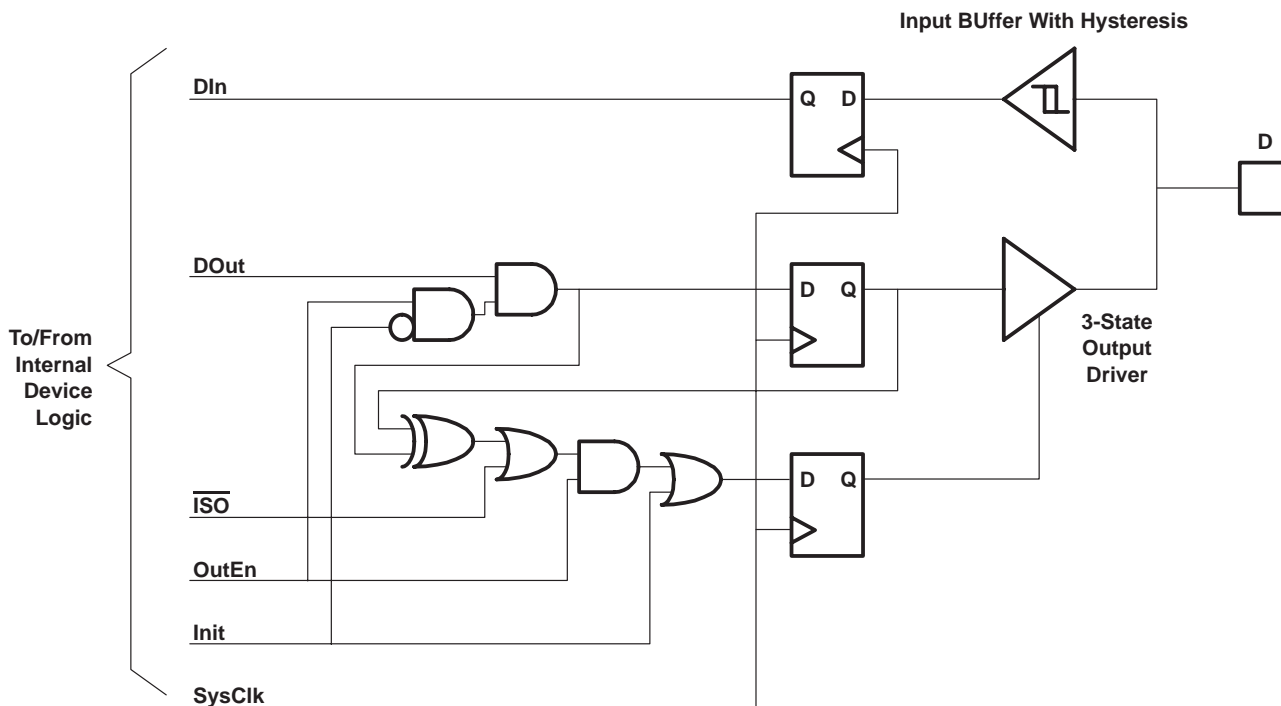 Input BUffer With Hysteresis
DIn
Q D
D
DOut
D Q
3-State
Output
Driver
To/From
Internal
Device
Logic
ISO
D Q
OutEn
Init
SysClk